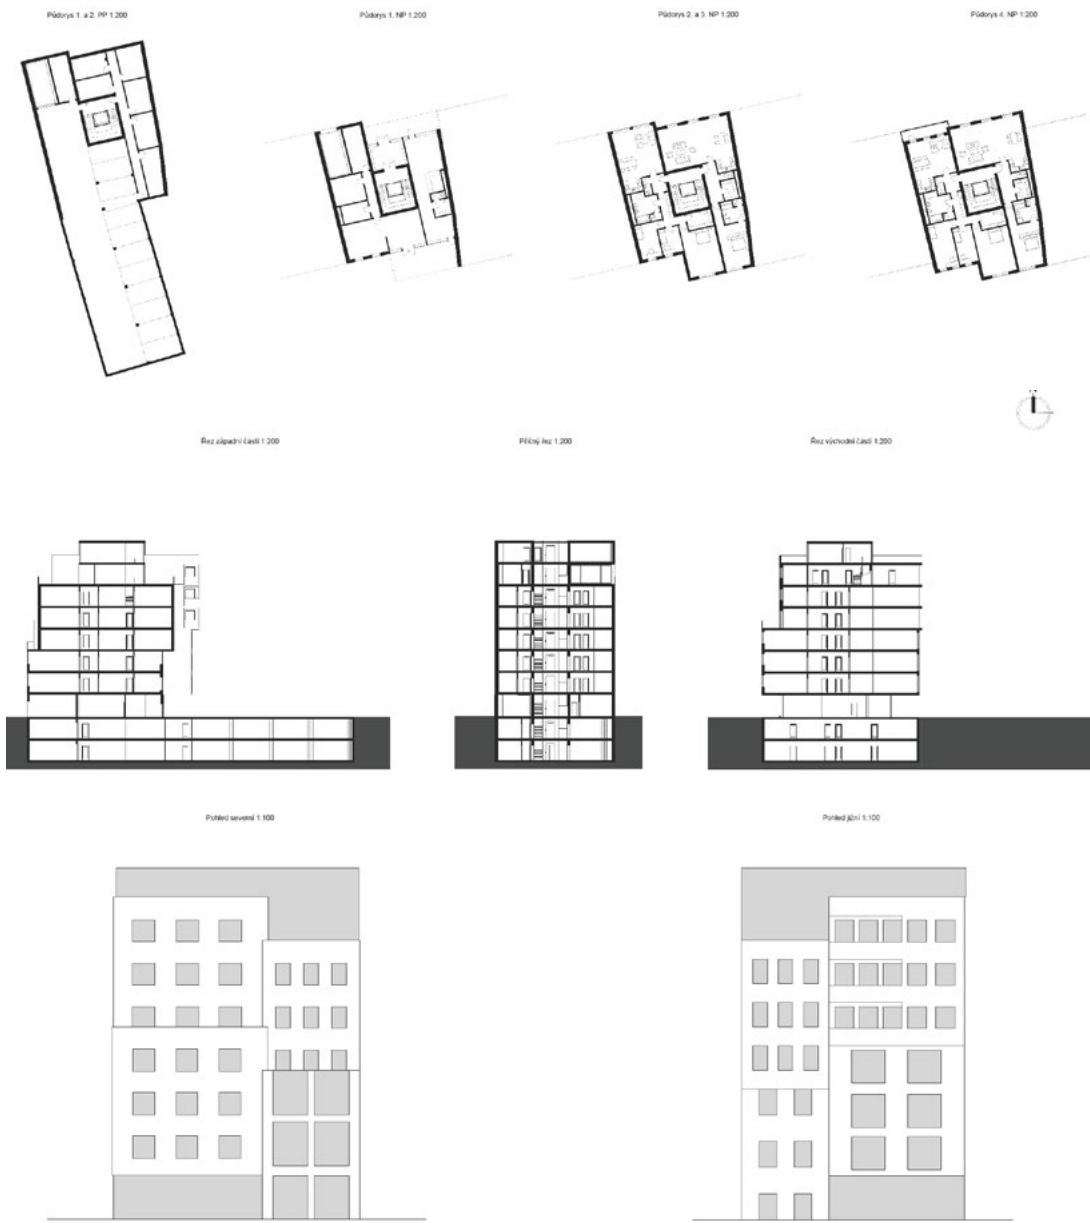 Půdorys 1. a 2. PP 1:200
Půdorys 1. NP 1:200
Půdorys 2. a 3. NP 1:200
Půdorys 4. NP 1:200
Řez západní částí 1:200
Příčný řez 1:200
Řez východní částí 1:200
Pohled severní 1:100
Pohled jižní 1:100